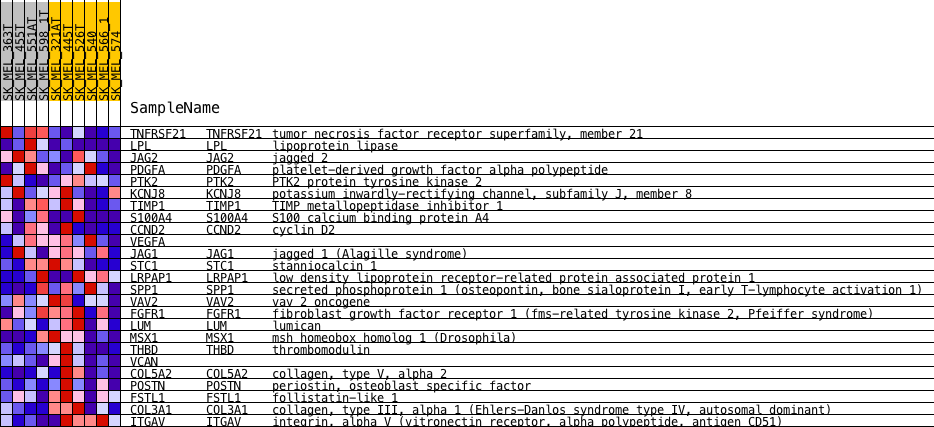 SK_MEL_363T
SK_MEL_455T
SK_MEL_551AT
SK_MEL_598_1T
SK_MEL_321AT
SK_MEL_445T
SK_MEL_526T
SK_MEL_540
SK_MEL_566_1
SK_MEL_574
SampleName
TNFRSF21 TNFRSF21 tumor necrosis factor receptor superfamily, member 21
LPL LPL lipoprotein lipase
JAG2 JAG2 jagged 2
PDGFA PDGFA platelet-derived growth factor alpha polypeptide
PTK2 PTK2 PTK2 protein tyrosine kinase 2
KCNJ8 KCNJ8 potassium inwardly-rectifying channel, subfamily J, member 8
TIMP1 TIMP1 TIMP metallopeptidase inhibitor 1
S100A4 S100A4 S100 calcium binding protein A4
CCND2 CCND2 cyclin D2
VEGFA
JAG1 JAG1 jagged 1 (Alagille syndrome)
STC1 STC1 stanniocalcin 1
LRPAP1 LRPAP1 low density lipoprotein receptor-related protein associated protein 1
SPP1 SPP1 secreted phosphoprotein 1 (osteopontin, bone sialoprotein I, early T-lymphocyte activation 1)
VAV2 VAV2 vav 2 oncogene
FGFR1 FGFR1 fibroblast growth factor receptor 1 (fms-related tyrosine kinase 2, Pfeiffer syndrome)
LUM LUM lumican
MSX1 MSX1 msh homeobox homolog 1 (Drosophila)
THBD THBD thrombomodulin
VCAN
COL5A2 COL5A2 collagen, type V, alpha 2
POSTN POSTN periostin, osteoblast specific factor
FSTL1 FSTL1 follistatin-like 1
COL3A1 COL3A1 collagen, type III, alpha 1 (Ehlers-Danlos syndrome type IV, autosomal dominant)
ITGAV ITGAV integrin, alpha V (vitronectin receptor, alpha polypeptide, antigen CD51)